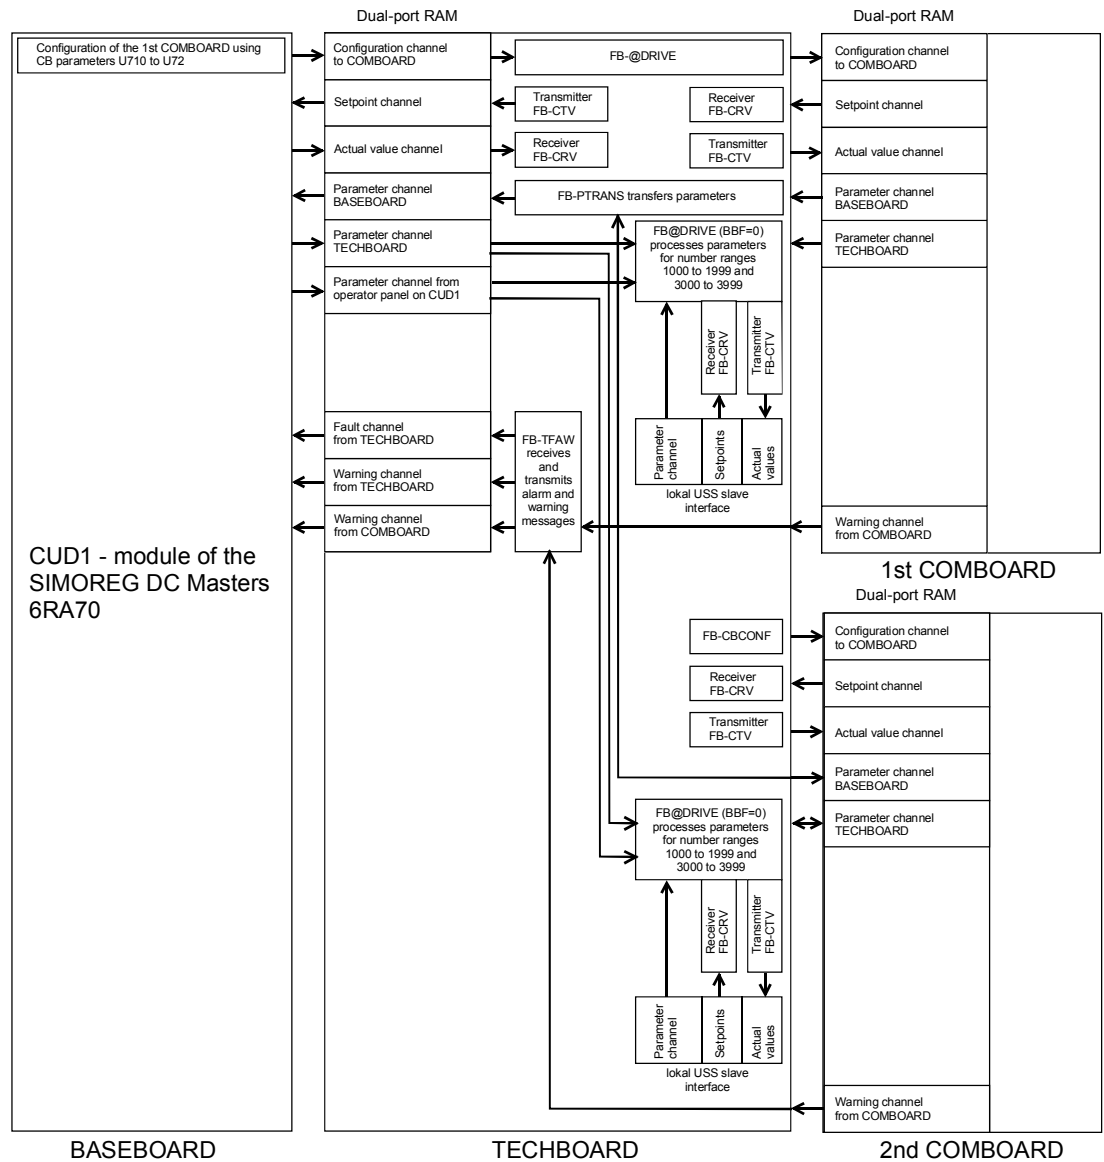 Dual-port RAM
Dual-port RAM
Configuration of the 1st COMBOARD using
CB parameters U710 to U72
Configuration channel
to COMBOARD
FB-@DRIVE
Configuration channel
to COMBOARD
Setpoint channel
Transmitter
FB-CTV
Receiver
FB-CRV
Setpoint channel
Actual value channel
Receiver
FB-CRV
Transmitter
FB-CTV
Actual value channel
Parameter channel
BASEBOARD
FB-PTRANS transfers parameters
Parameter channel
BASEBOARD
Parameter channel
TECHBOARD
FB@DRIVE (BBF=0)
processes parameters
for number ranges
1000 to 1999 and
3000 to 3999
Parameter channel
TECHBOARD
Parameter channel from
operator panel on CUD1
Receiver
FB-CRV
Transmitter
FB-CTV
Parameter
channel
Setpoints
Actual
values
lokal USS slave
interface
Fault channel
from TECHBOARD
Warning channel
from TECHBOARD
Warning channel
from COMBOARD
FB-TFAW
receives
and
transmits
alarm and
warning
messages
Warning channel
from COMBOARD
CUD1 - module of the
SIMOREG DC Masters
6RA70
1st COMBOARD
Dual-port RAM
FB-CBCONF
Configuration channel
to COMBOARD
Receiver
FB-CRV
Setpoint channel
Transmitter
FB-CTV
Actual value channel
Parameter channel
BASEBOARD
FB@DRIVE (BBF=0)
processes parameters
for number ranges
1000 to 1999 and
3000 to 3999
Parameter channel
TECHBOARD
Receiver
FB-CRV
Transmitter
FB-CTV
Parameter
channel
Setpoints
Actual
values
lokal USS slave
interface
Warning channel
from COMBOARD
BASEBOARD
TECHBOARD
2nd COMBOARD